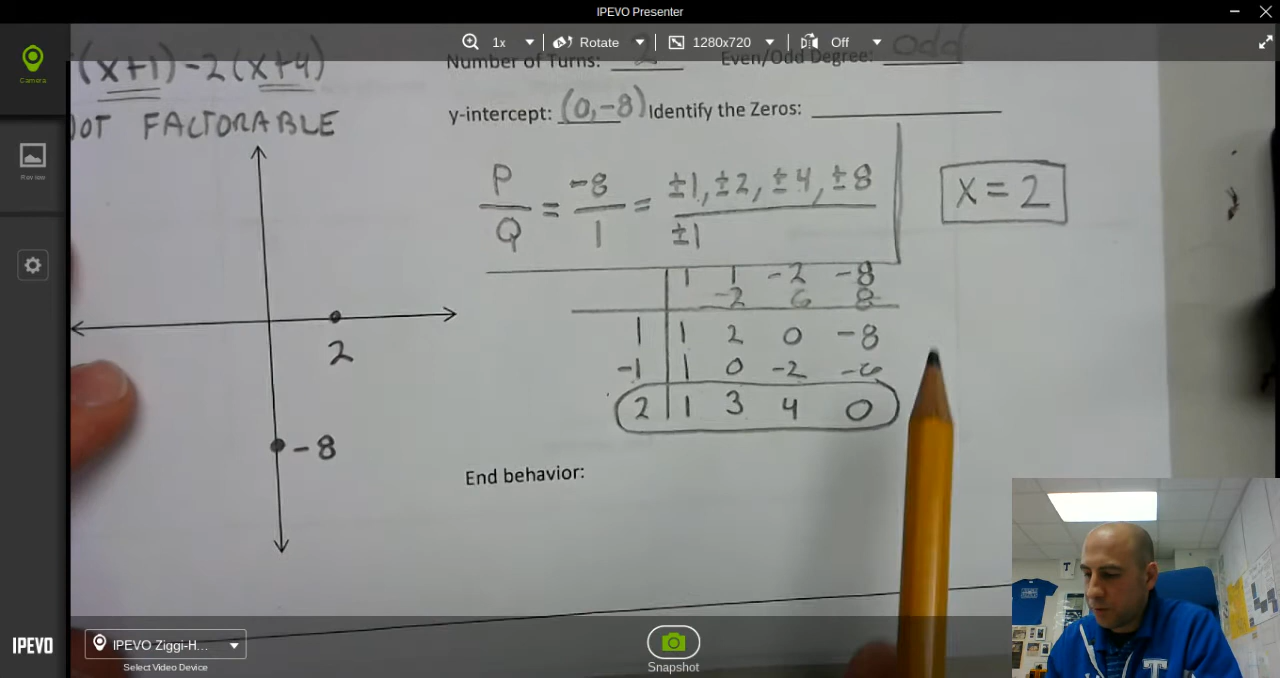 IPEVO Presenter
1x Rotate 1280x720 Off
Camera
Review
(x+1)-2(x+4)
OT FACTORABLE
Number of Turns: 2 Even/Odd Degree: Odd
y-intercept: (0,-8) Identify the Zeros:
P/Q = -8/1 = ±1, ±2, ±4, ±8 / ±1
x = 2
1 1 -2 -8
-2 6 8
1 1 2 0 -8
-1 1 0 -2 -6
2 1 3 4 0
2
-8
End behavior:
IPEVO
IPEVO Ziggi-H...
Select Video Device
Snapshot
T
T